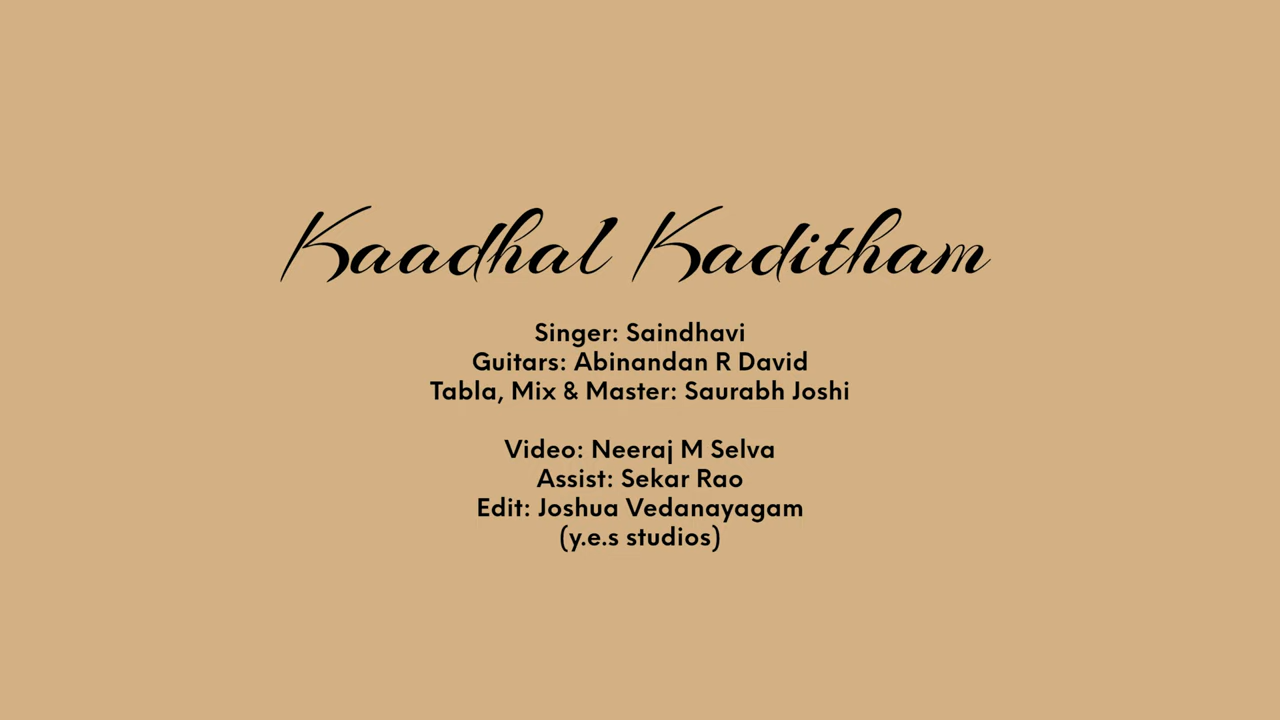 Kaadhal Kaditham
Singer: Saindhavi
Guitars: Abinandan R David
Tabla, Mix & Master: Saurabh Joshi
Video: Neeraj M Selva
Assist: Sekar Rao
Edit: Joshua Vedanayagam
(y.e.s studios)